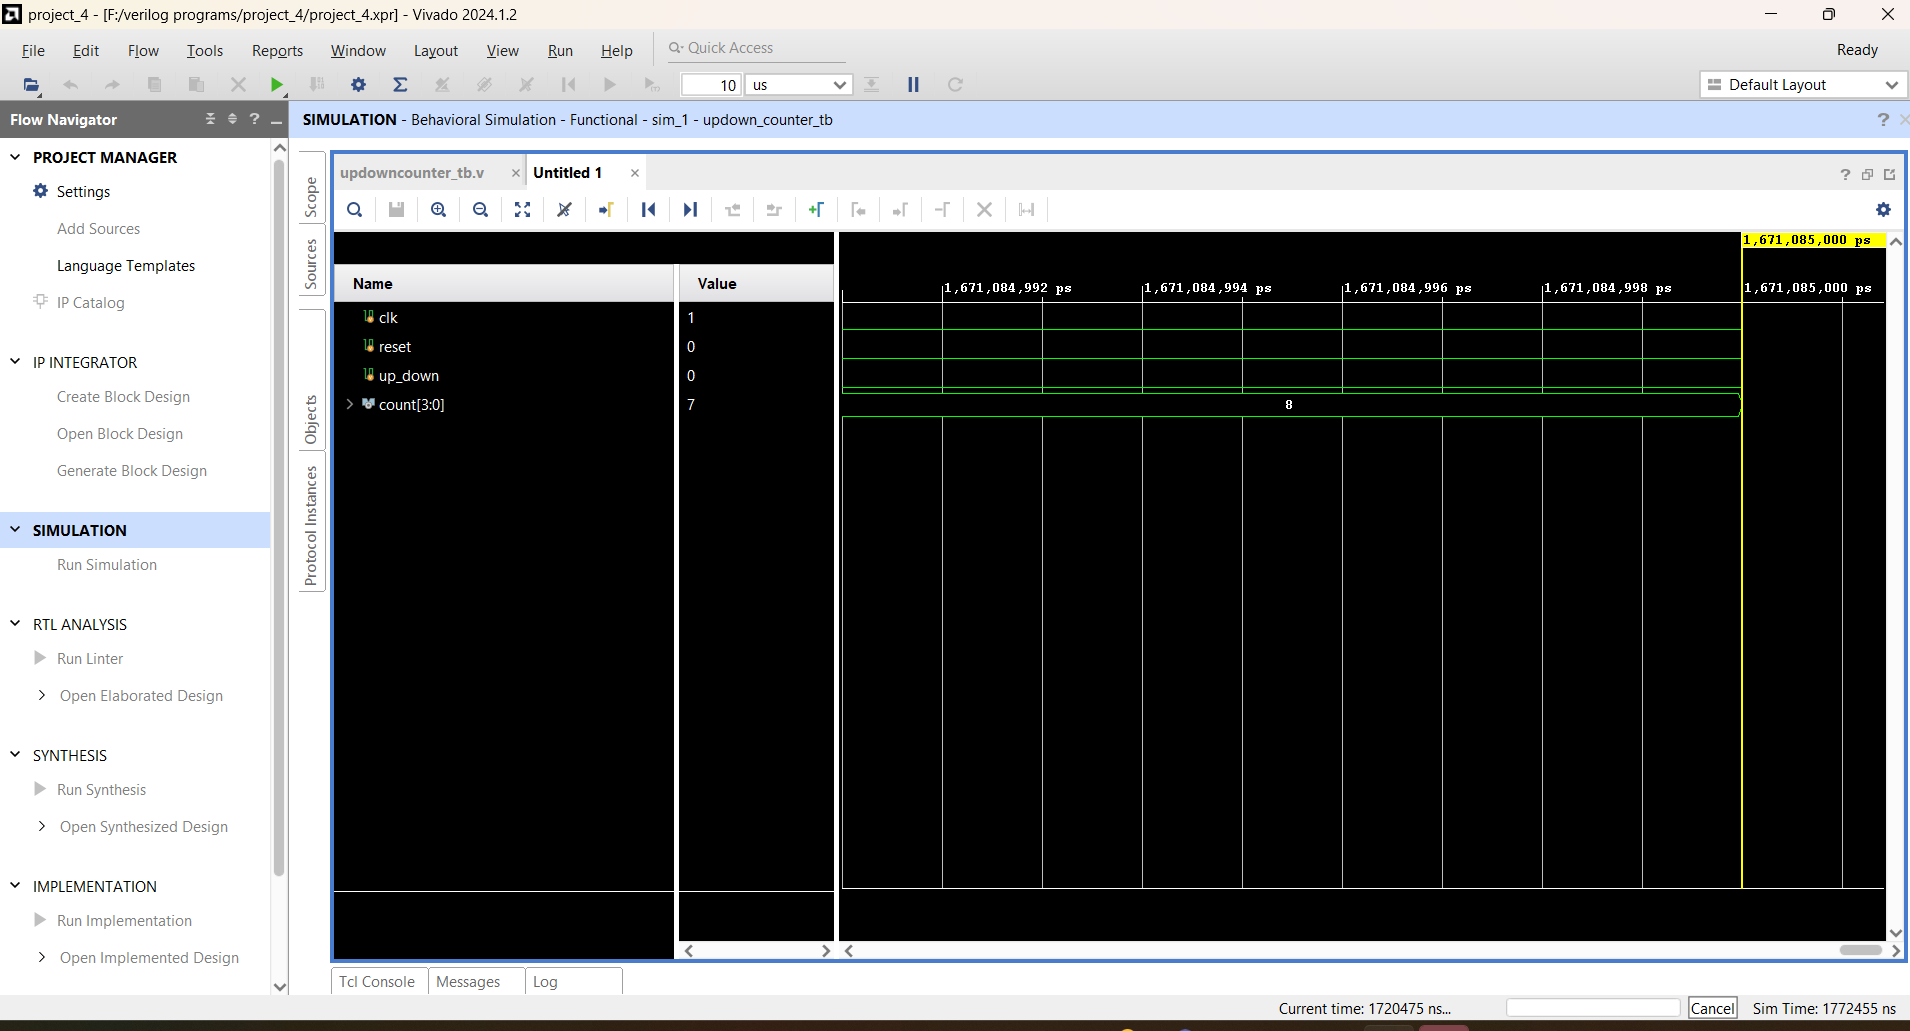 project_4 - [F:/verilog programs/project_4/project_4.xpr] - Vivado 2024.1.2
File Edit Flow Tools Reports Window Layout View Run Help Quick Access Ready
10 us Default Layout
Flow Navigator ?
SIMULATION - Behavioral Simulation - Functional - sim_1 - updown_counter_tb ?
PROJECT MANAGER
Settings
Add Sources
Language Templates
IP Catalog
IP INTEGRATOR
Create Block Design
Open Block Design
Generate Block Design
SIMULATION
Run Simulation
RTL ANALYSIS
Run Linter
Open Elaborated Design
SYNTHESIS
Run Synthesis
Open Synthesized Design
IMPLEMENTATION
Run Implementation
Open Implemented Design
Scope
Sources
Objects
Protocol Instances
updowncounter_tb.v Untitled 1 ?
1,671,085,000 ps
Name Value
1,671,084,992 ps 1,671,084,994 ps 1,671,084,996 ps 1,671,084,998 ps 1,671,085,000 ps
clk 1
reset 0
up_down 0
count[3:0] 7 8
Tcl Console Messages Log
Current time: 1720475 ns... Cancel Sim Time: 1772455 ns